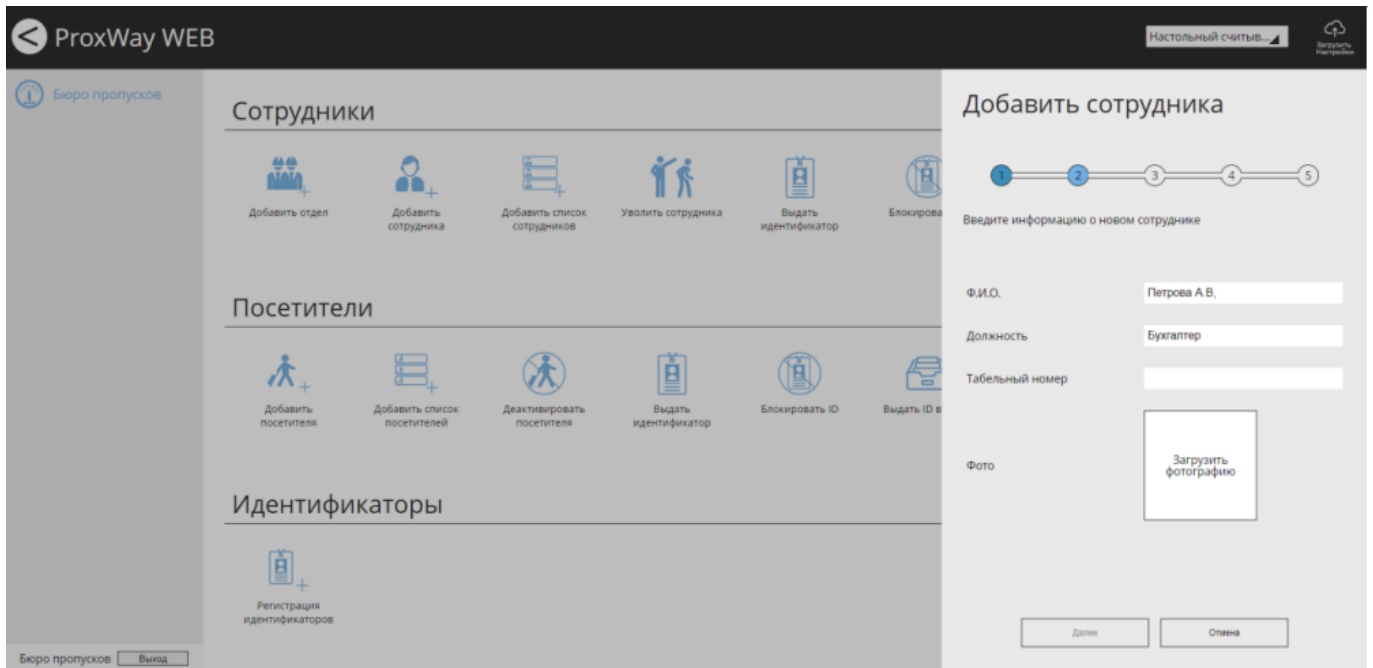 ProxWay WEB
Настольный считыв...
Загрузить
Настройки
Бюро пропусков
Сотрудники
Добавить отдел
Добавить
сотрудника
Добавить список
сотрудников
Уволить сотрудника
Выдать
идентификатор
Блокирова
Посетители
Добавить
посетителя
Добавить список
посетителей
Деактивировать
посетителя
Выдать
идентификатор
Блокировать ID
Выдать ID в
Идентификаторы
Регистрация
идентификаторов
Бюро пропусков
Выход
Добавить сотрудника
1 2 3 4 5
Введите информацию о новом сотруднике
Ф.И.О.
Петрова А.В,
Должность
Бухгалтер
Табельный номер
Фото
Загрузить
фотографию
Далее
Отмена